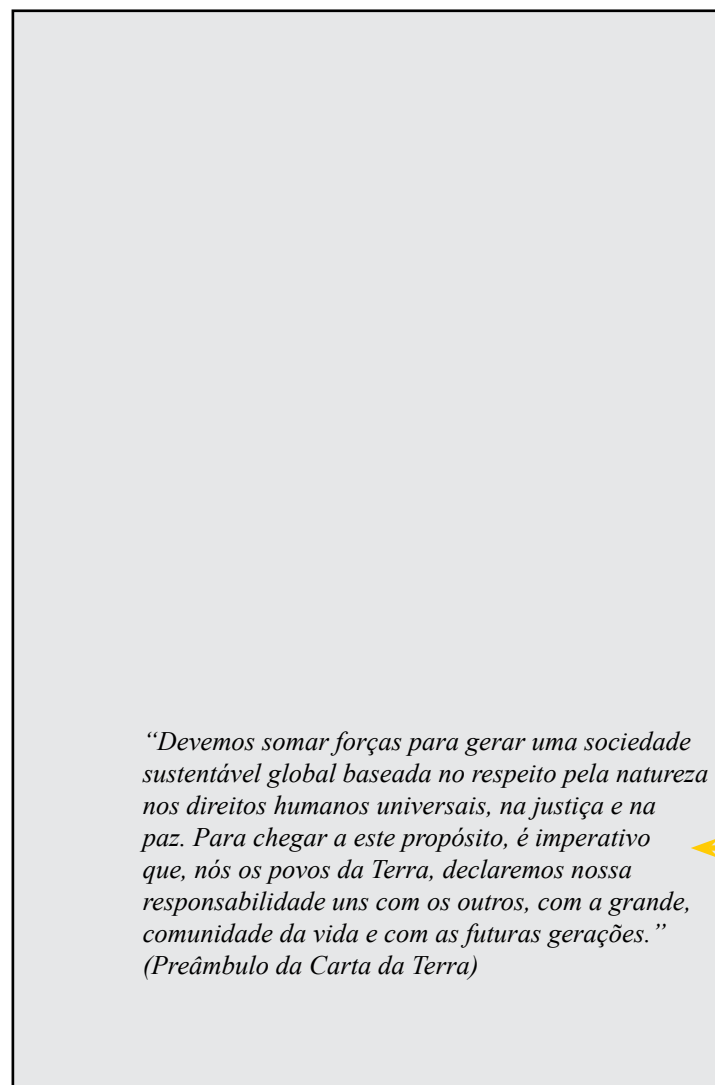 “Devemos somar forças para gerar uma sociedade
sustentável global baseada no respeito pela natureza
nos direitos humanos universais, na justiça e na
paz. Para chegar a este propósito, é imperativo
que, nós os povos da Terra, declaremos nossa
responsabilidade uns com os outros, com a grande,
comunidade da vida e com as futuras gerações.”
(Preâmbulo da Carta da Terra)